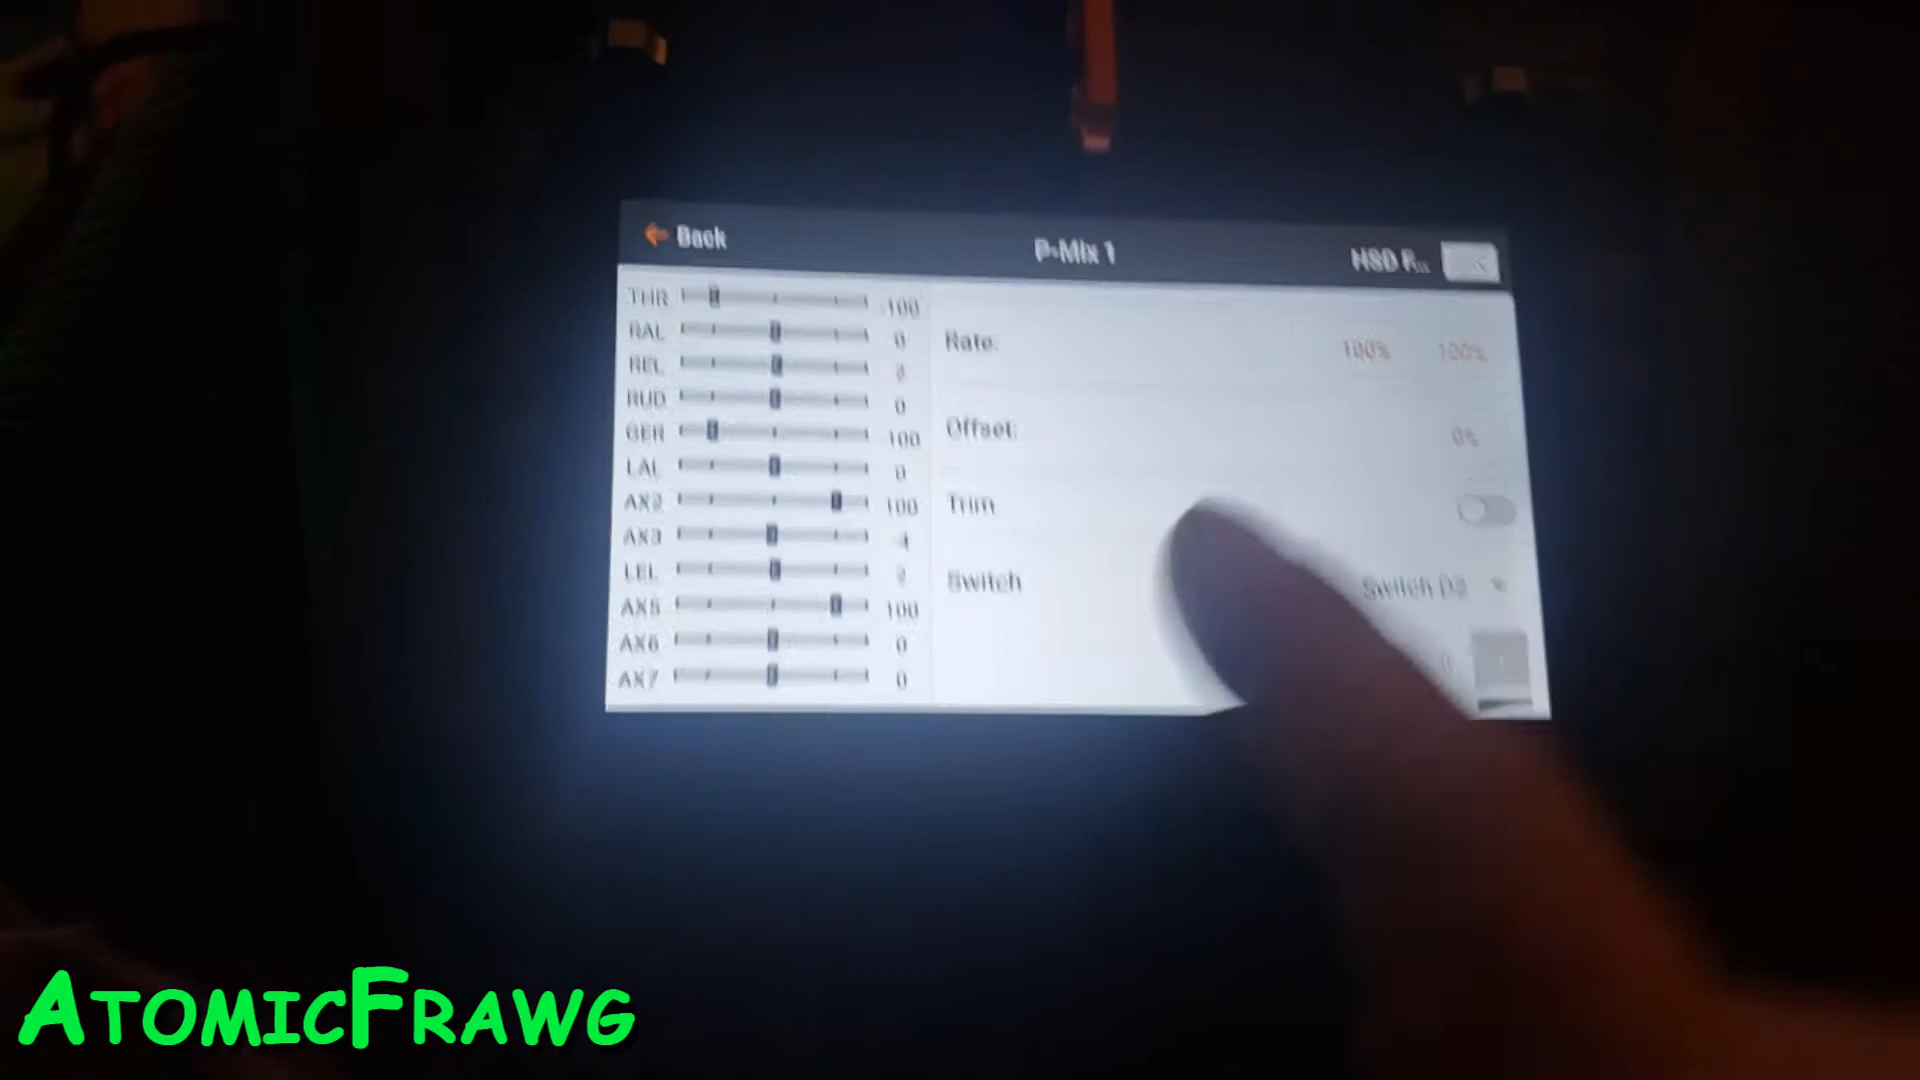 Back
P-Mix 1
THR -100
RAL 0
REL
RUD 0
GER 100
LAL 0
AX2 100
AX3
LEL
AX5 100
AX6 0
AX7 0
Rate: 100% 100%
Offset: 0%
Trim
Switch
Switch
AtomicFrawg